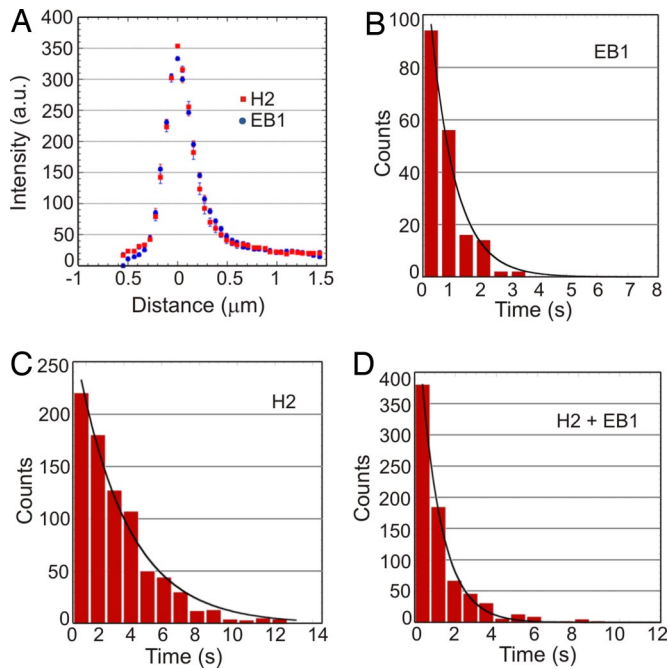 A
Intensity (a.u.)
400
350
300
250
200
150
100
50
0
H2
EB1
-1
0
0.5
1
1.5
Distance (μm)
B
EB1
Counts
100
80
60
40
20
0
0 1 2 3 4 5 6 7 8
Time (s)
C
H2
Counts
250
200
150
100
50
0
0 2 4 6 8 10 12 14
Time (s)
D
H2 + EB1
Counts
400
350
300
250
200
150
100
50
0
0 2 4 6 8 10 12
Time (s)